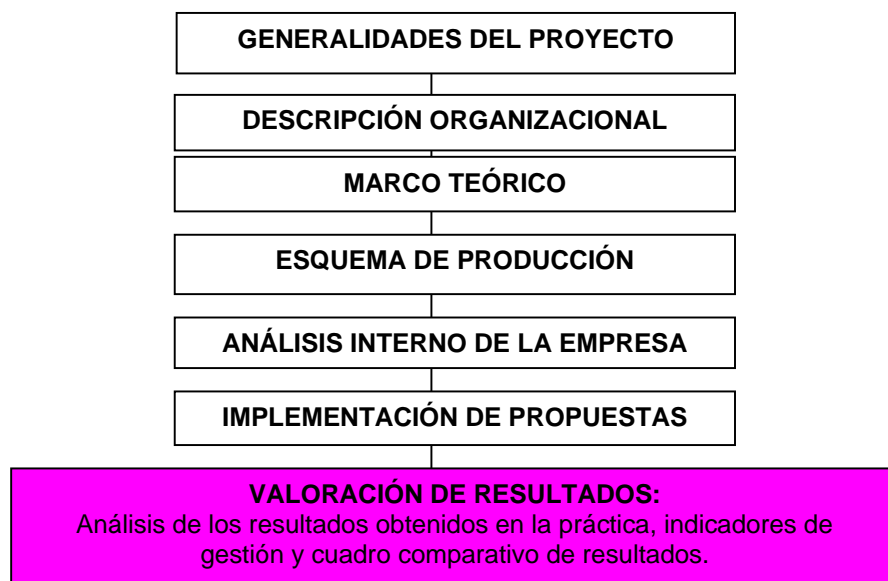 GENERALIDADES DEL PROYECTO
DESCRIPCIÓN ORGANIZACIONAL
MARCO TEÓRICO
ESQUEMA DE PRODUCCIÓN
ANÁLISIS INTERNO DE LA EMPRESA
IMPLEMENTACIÓN DE PROPUESTAS
VALORACIÓN DE RESULTADOS:
Análisis de los resultados obtenidos en la práctica, indicadores de
gestión y cuadro comparativo de resultados.